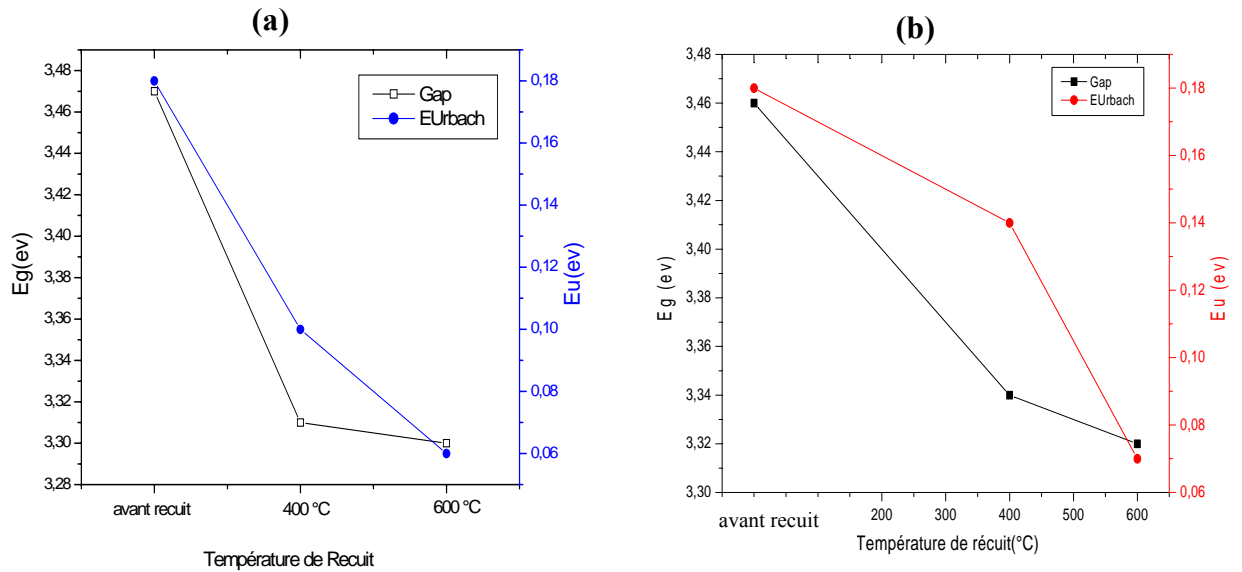 (a)
3,48
3,46
3,44
3,42
3,40
3,38
3,36
3,34
3,32
3,30
3,28
Eg(ev)
Gap
EUrbach
0,18
0,16
0,14
0,12
0,10
0,08
0,06
Eu(ev)
avant recuit
400 °C
600 °C
Température de Recuit
(b)
3,48
3,46
3,44
3,42
3,40
3,38
3,36
3,34
3,32
3,30
Eg (ev)
Gap
EUrbach
0,18
0,16
0,14
0,12
0,10
0,08
0,06
Eu (ev)
avant recuit
200
300
400
500
600
Température de récuit(°C)